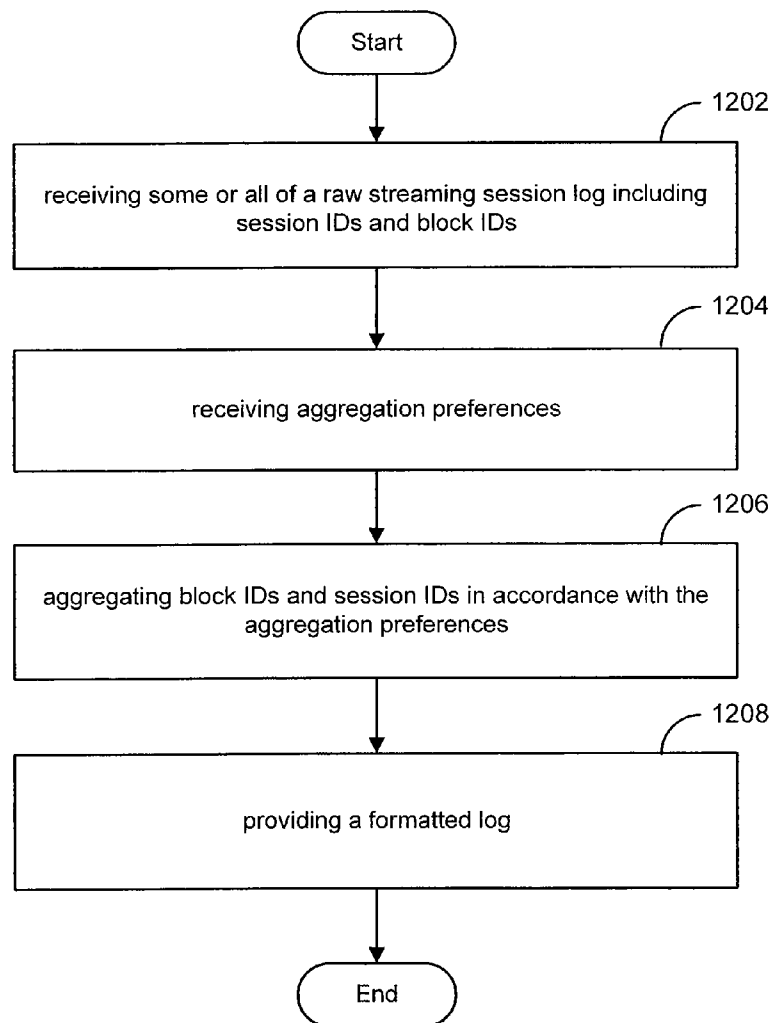 Start
1202
receiving some or all of a raw streaming session log including
session IDs and block IDs
1204
receiving aggregation preferences
1206
aggregating block IDs and session IDs in accordance with the
aggregation preferences
1208
providing a formatted log
End